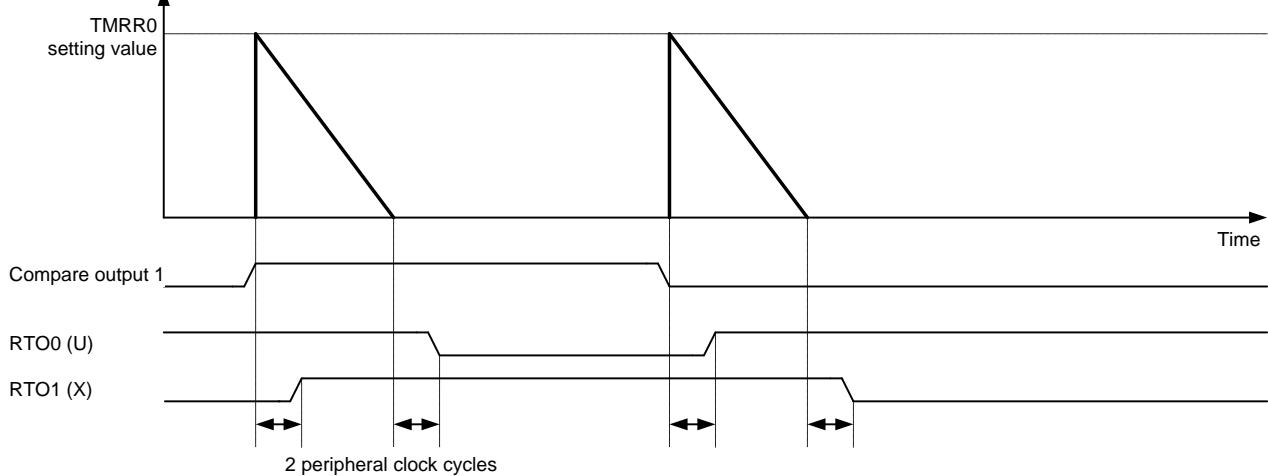 TMRR0
setting value
Time
Compare output 1
RTO0 (U)
RTO1 (X)
2 peripheral clock cycles